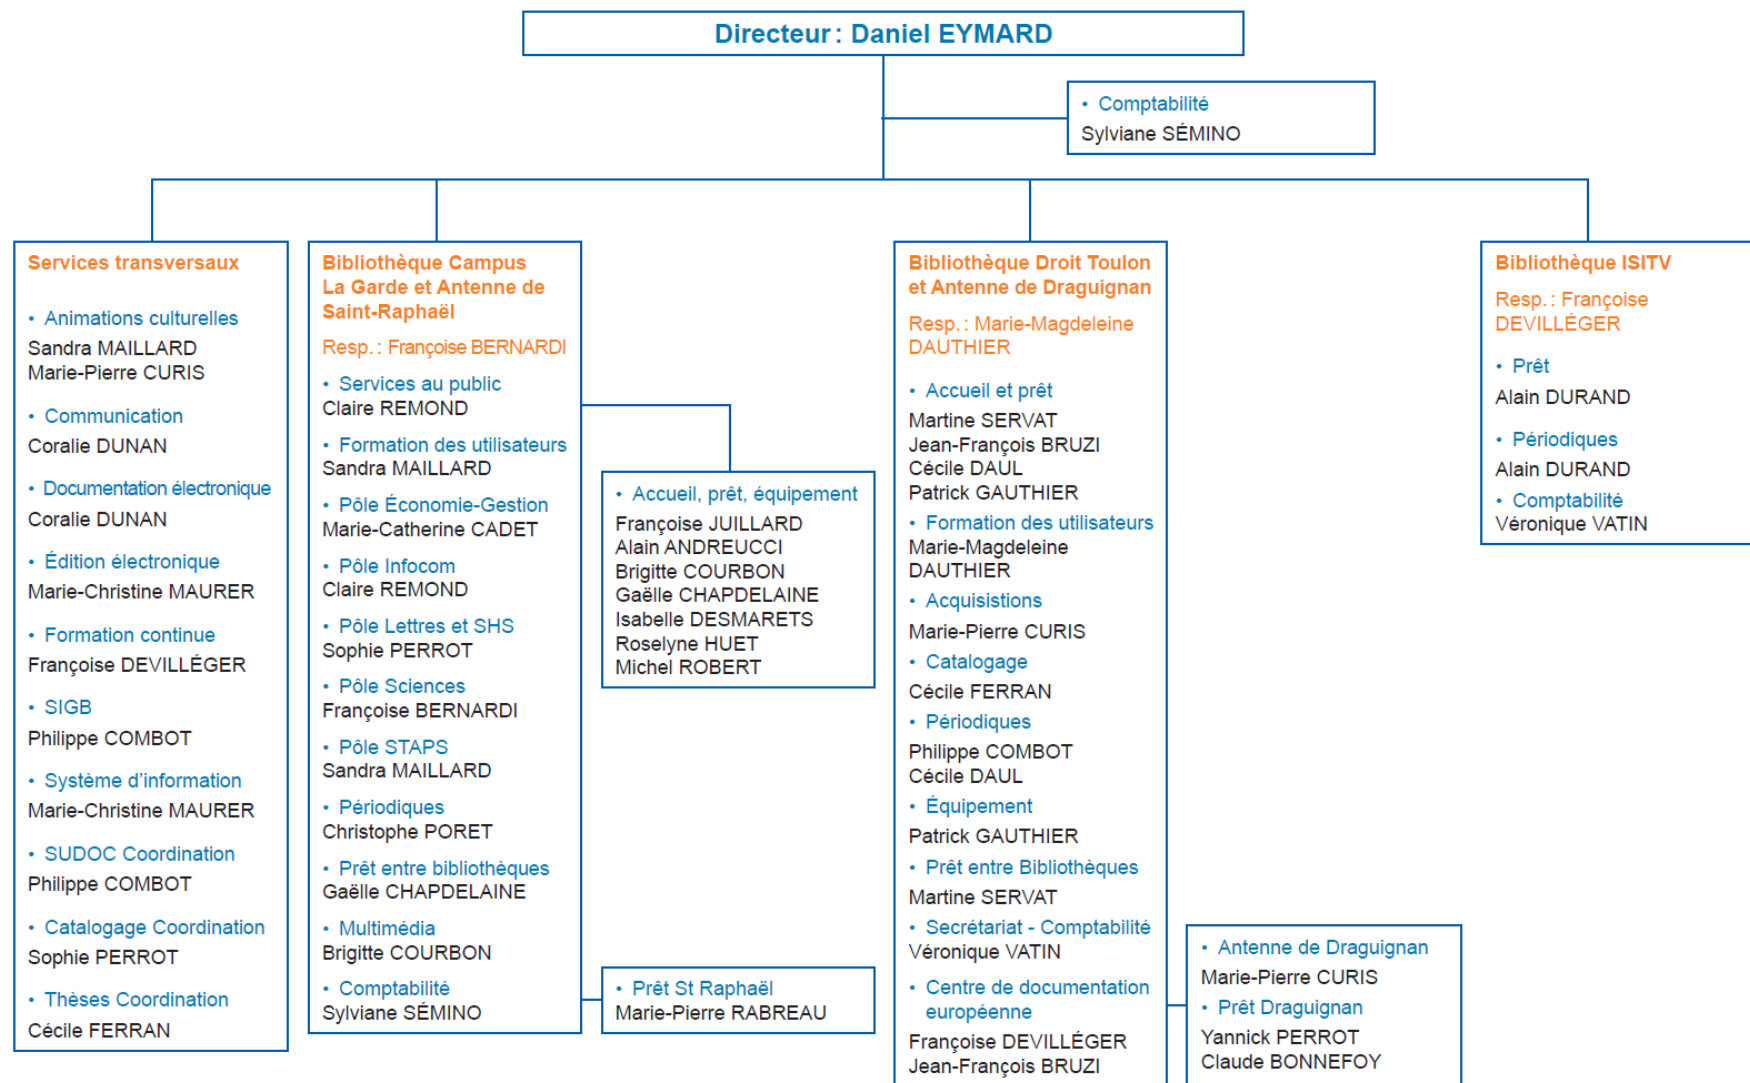 Directeur : Daniel EYMARD
• Comptabilité
Sylviane SÉMINO
Services transversaux
• Animations culturelles
Sandra MAILLARD
Marie-Pierre CURIS
• Communication
Coralie DUNAN
• Documentation électronique
Coralie DUNAN
• Édition électronique
Marie-Christine MAURER
• Formation continue
Françoise DEVILLÉGER
• SIGB
Philippe COMBOT
• Système d'information
Marie-Christine MAURER
• SUDOC Coordination
Philippe COMBOT
• Catalogage Coordination
Sophie PERROT
• Thèses Coordination
Cécile FERRAN
Bibliothèque Campus
La Garde et Antenne de
Saint-Raphaël
Resp. : Françoise BERNARDI
• Services au public
Claire REMOND
• Formation des utilisateurs
Sandra MAILLARD
• Pôle Économie-Gestion
Marie-Catherine CADET
• Pôle Infocom
Claire REMOND
• Pôle Lettres et SHS
Sophie PERROT
• Pôle Sciences
Françoise BERNARDI
• Pôle STAPS
Sandra MAILLARD
• Périodiques
Christophe PORET
• Prêt entre bibliothèques
Gaëlle CHAPDELAINE
• Multimédia
Brigitte COURBON
• Comptabilité
Sylviane SÉMINO
• Accueil, prêt, équipement
Françoise JUILLARD
Alain ANDREUCCI
Brigitte COURBON
Gaëlle CHAPDELAINE
Isabelle DESMARETS
Roselyne HUET
Michel ROBERT
• Prêt St Raphaël
Marie-Pierre RABREAU
Bibliothèque Droit Toulon
et Antenne de Draguignan
Resp. : Marie-Magdeleine
DAUTHIER
• Accueil et prêt
Martine SERVAT
Jean-François BRUZI
Cécile DAUL
Patrick GAUTHIER
• Formation des utilisateurs
Marie-Magdeleine
DAUTHIER
• Acquisistions
Marie-Pierre CURIS
• Catalogage
Cécile FERRAN
• Périodiques
Philippe COMBOT
Cécile DAUL
• Équipement
Patrick GAUTHIER
• Prêt entre Bibliothèques
Martine SERVAT
• Secrétariat - Comptabilité
Véronique VATIN
• Centre de documentation
européenne
Françoise DEVILLÉGER
Jean-François BRUZI
• Antenne de Draguignan
Marie-Pierre CURIS
• Prêt Draguignan
Yannick PERROT
Claude BONNEFOY
Bibliothèque ISITV
Resp. : Françoise
DEVILLÉGER
• Prêt
Alain DURAND
• Périodiques
Alain DURAND
• Comptabilité
Véronique VATIN